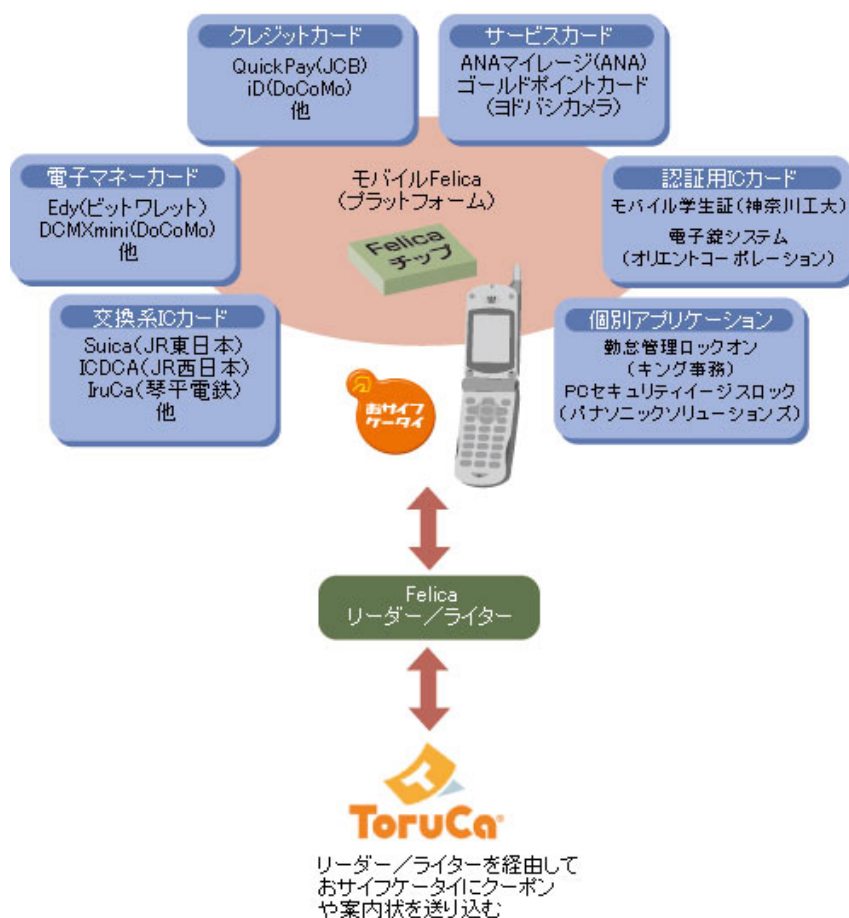 クレジットカード
QuickPay(JCB)
iD(DoCoMo)
他
サービスカード
ANAマイレージ(ANA)
ゴールドポイントカード
(ヨドバシカメラ)
電子マネーカード
Edy(ビットワレット)
DCMXmini(DoCoMo)
他
モバイルFelica
(プラットフォーム)
Felica
チップ
認証用ICカード
モバイル学生証(神奈川工大)
電子錠システム
(オリエントコーポレーション)
交換系ICカード
Suica(JR東日本)
ICDCA(JR西日本)
IruCa(琴平電鉄)
他
おサイフ
ケータイ
個別アプリケーション
勤怠管理ロックオン
(キング事務)
PCセキュリティイージスロック
(パナソニックソリューションズ)
Felica
リーダー／ライター
ToruCa
リーダー／ライターを経由して
おサイフケータイにクーポン
や案内状を送り込む